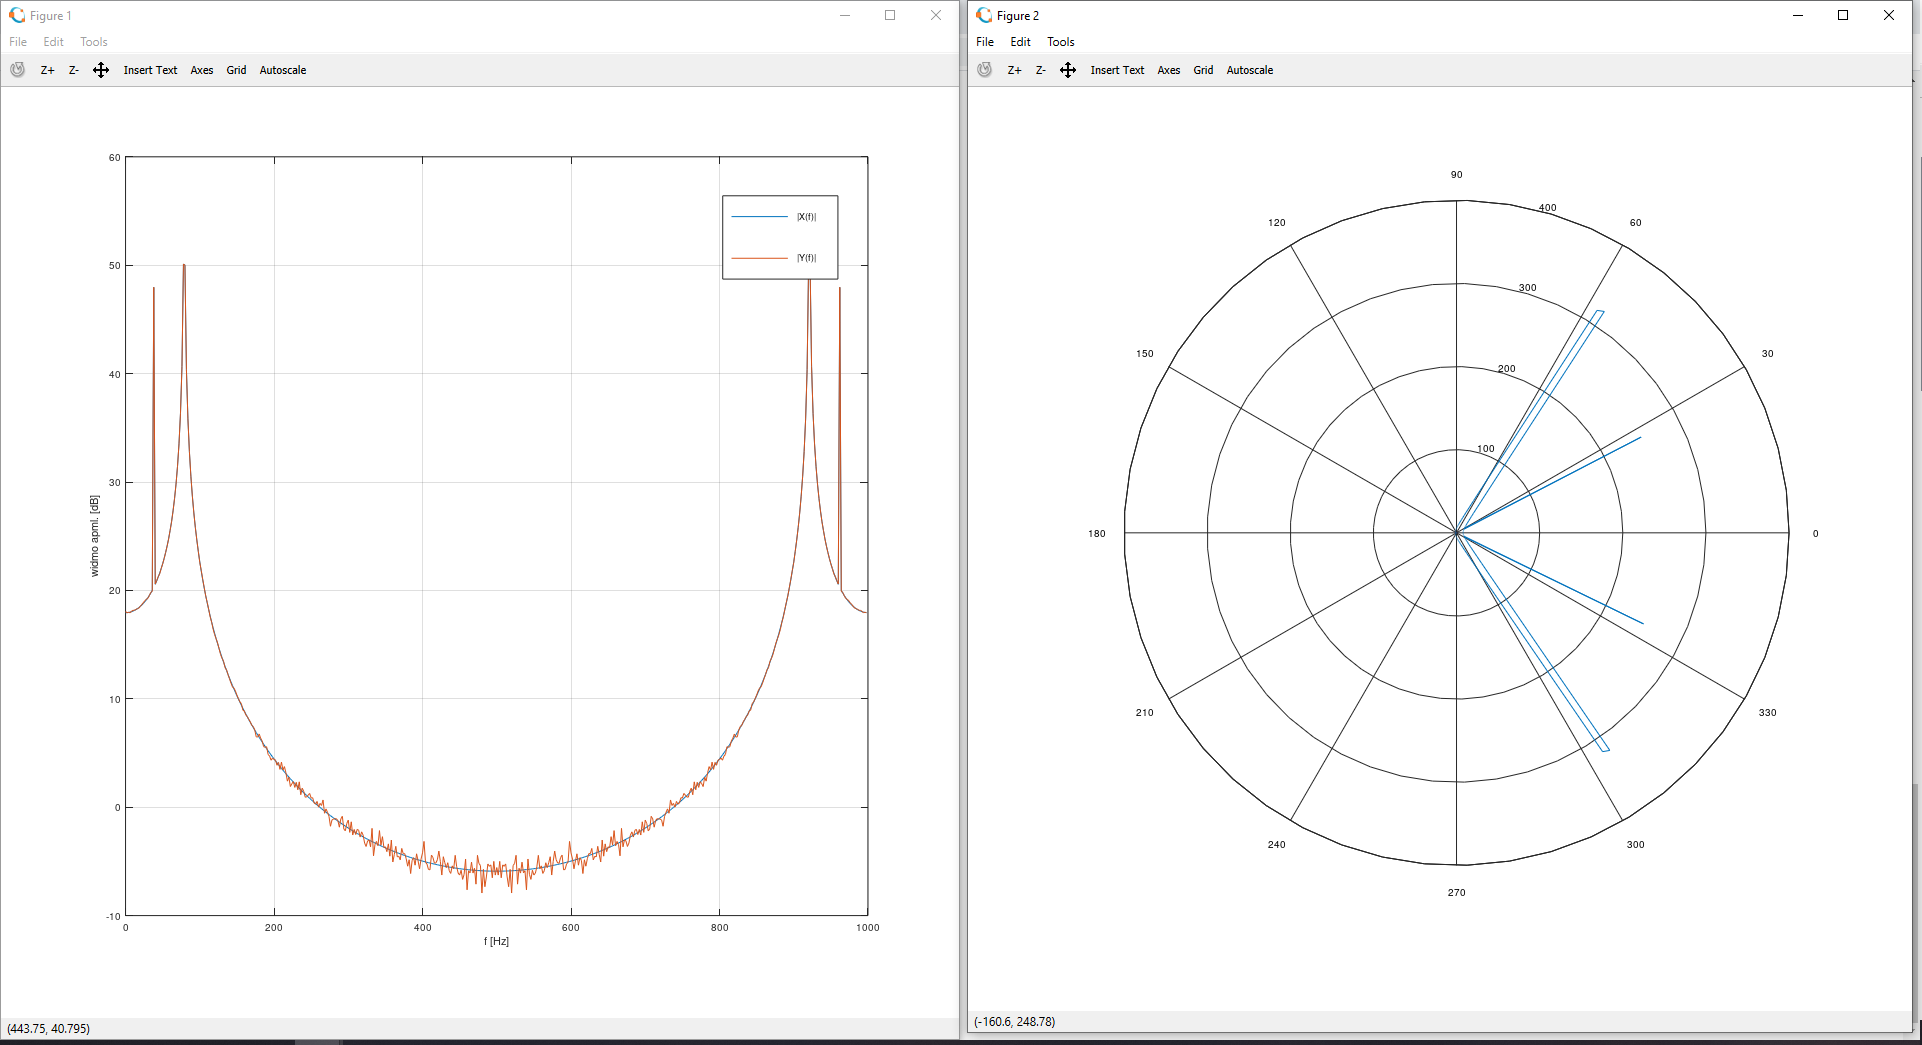 Figure 1
File Edit Tools
Z+ Z- Insert Text Axes Grid Autoscale
60
50
40
30
20
10
0
-10
widmo apml. [dB]
|X(f)|
|Y(f)|
0 200 400 600 800 1000
f [Hz]
(443.75, 40.795)
Figure 2
File Edit Tools
Z+ Z- Insert Text Axes Grid Autoscale
90
400
120 60
300
150 30
200
100
180 0
210 330
240 300
270
(-160.6, 248.78)